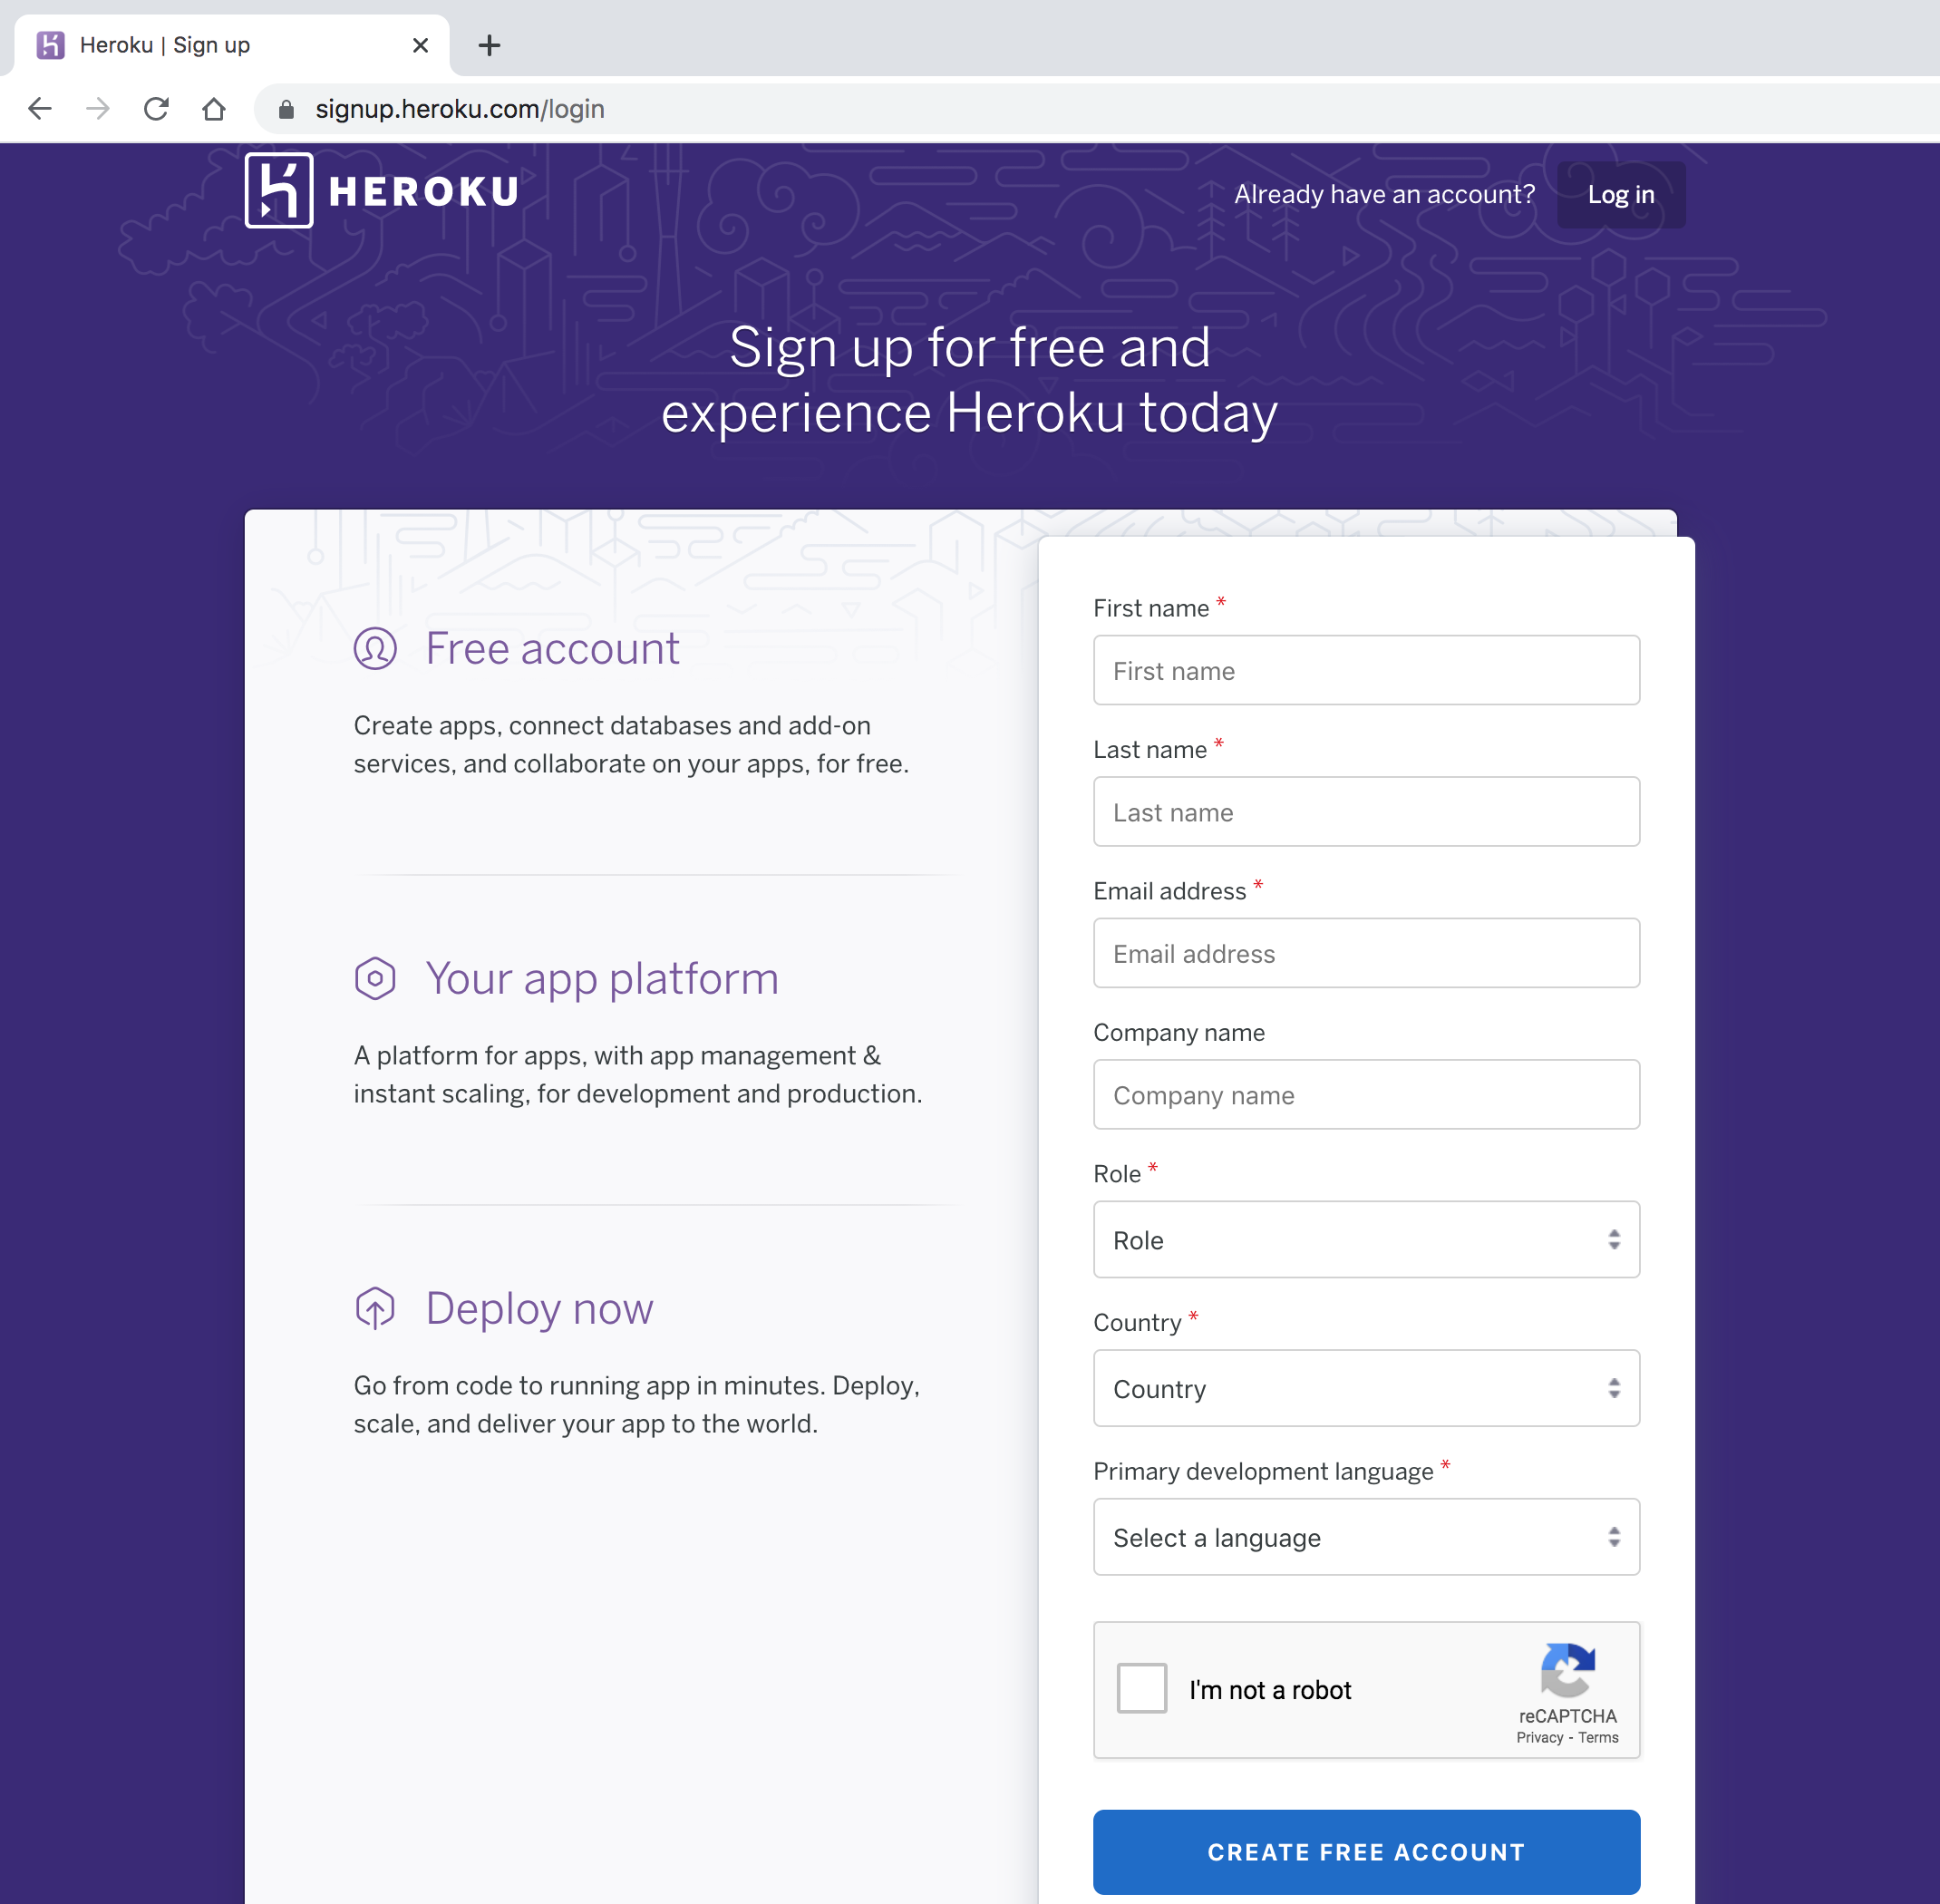 Heroku | Sign up
signup.heroku.com/login
HEROKU
Already have an account? Log in
Sign up for free and
experience Heroku today
Free account
Create apps, connect databases and add-on
services, and collaborate on your apps, for free.
Your app platform
A platform for apps, with app management &
instant scaling, for development and production.
Deploy now
Go from code to running app in minutes. Deploy,
scale, and deliver your app to the world.
First name *
First name
Last name *
Last name
Email address *
Email address
Company name
Company name
Role *
Role
Country *
Country
Primary development language *
Select a language
I'm not a robot
reCAPTCHA
Privacy - Terms
CREATE FREE ACCOUNT